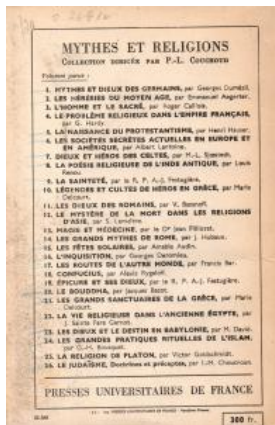 MYTHES ET RELIGIONS
COLLECTION DIRIGÉE PAR P.-L. COUCHOUD
Volumes parus :
1. MYTHES ET DIEUX DES GERMAINS, par Georges Dumézil.
2. LES HÉRÉSIES DU MOYEN AGE, par Emmanuel Aegerter.
3. L'HOMME ET LE SACRÉ, par Roger Caillois.
4. LE PROBLÈME RELIGIEUX DANS L'EMPIRE FRANÇAIS,
par G. Hardy.
5. LA NAISSANCE DU PROTESTANTISME, par Henri Hauser.
6. LES SOCIÉTÉS SECRÈTES ACTUELLES EN EUROPE ET
EN AMÉRIQUE, par Albert Lantoine.
7. DIEUX ET HÉROS DES CELTES, par M.-L. Sjoestedt.
8. LA POÉSIE RELIGIEUSE DE L'INDE ANTIQUE, par Louis
Renou.
9. LA SAINTETÉ, par le R. P. A.-J. Festugière.
10. LÉGENDES ET CULTES DE HÉROS EN GRÈCE, par Marie
Delcourt.
11. LES DIEUX DES ROMAINS, par V. Basanoff.
12. LE MYSTÈRE DE LA MORT DANS LES RELIGIONS
D'ASIE, par S. Lemaître.
13. MAGIE ET MÉDECINE, par le Dr Jean Filliozat.
14. LES GRANDS MYTHES DE ROME, par J. Hubaux.
15. LES FÊTES SOLAIRES, par Amable Audin.
16. L'INQUISITION, par Georges Deromieu.
17. LES ROUTES DE L'AUTRE MONDE, par Francis Bar.
18. CONFUCIUS, par Alexis Rygaloff.
19. ÉPICURE ET SES DIEUX, par le R. P. A.-J. Festugière.
20. LE BOUDDHA, par Jacques Bacot.
21. LES GRANDS SANCTUAIRES DE LA GRÈCE, par Marie
Delcourt.
22. LA VIE RELIGIEUSE DANS L'ANCIENNE ÉGYPTE, par
J. Sainte Fare Garnot.
23. LES DIEUX ET LE DESTIN EN BABYLONIE, par M. David.
24. LES GRANDES PRATIQUES RITUELLES DE L'ISLAM,
par G.-H. Bousquet.
25. LA RELIGION DE PLATON, par Victor Goldschmidt.
26. LE JUDAÏSME, Doctrines et préceptes, par I.-M. Choucroun.
PRESSES UNIVERSITAIRES DE FRANCE
300 fr.